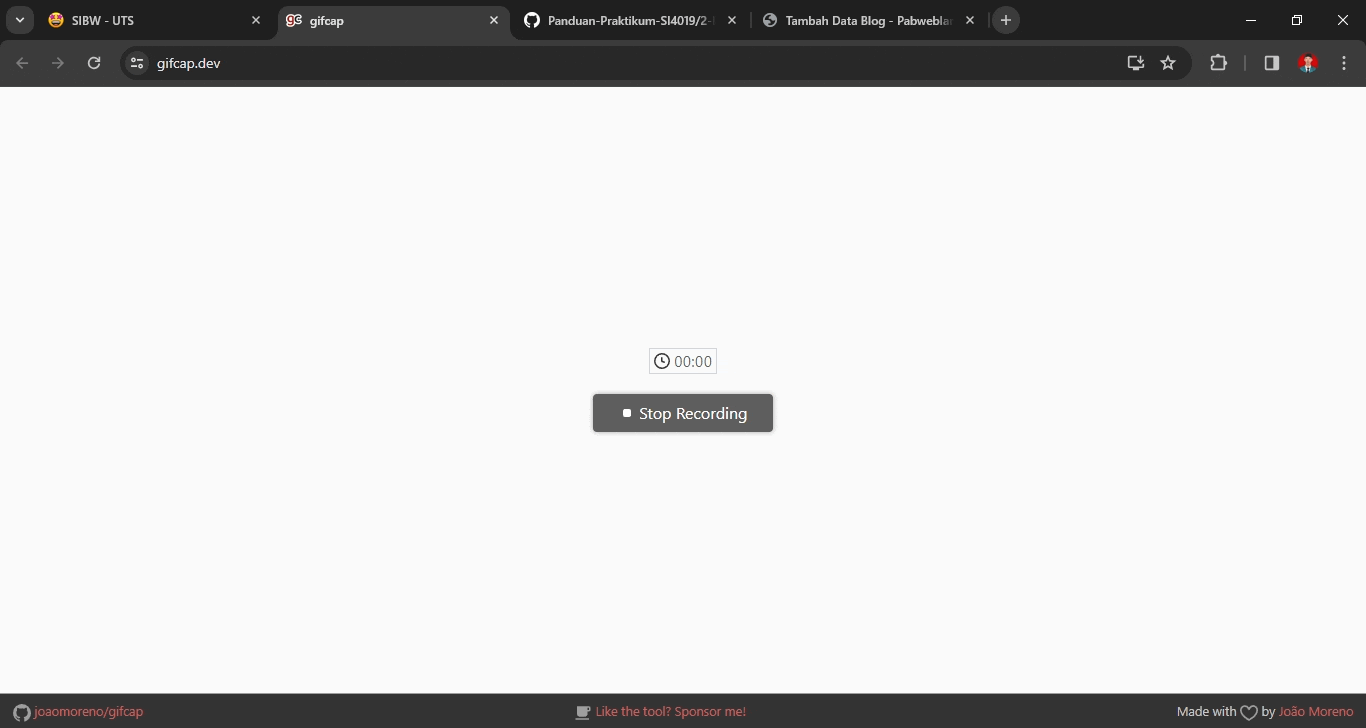 SIBW - UTS
gifcap
Panduan-Praktikum-SI4019/2-
Tambah Data Blog - Pabweblan
gifcap.dev
00:00
Stop Recording
joaomoreno/gifcap
Like the tool? Sponsor me!
Made with by João Moreno